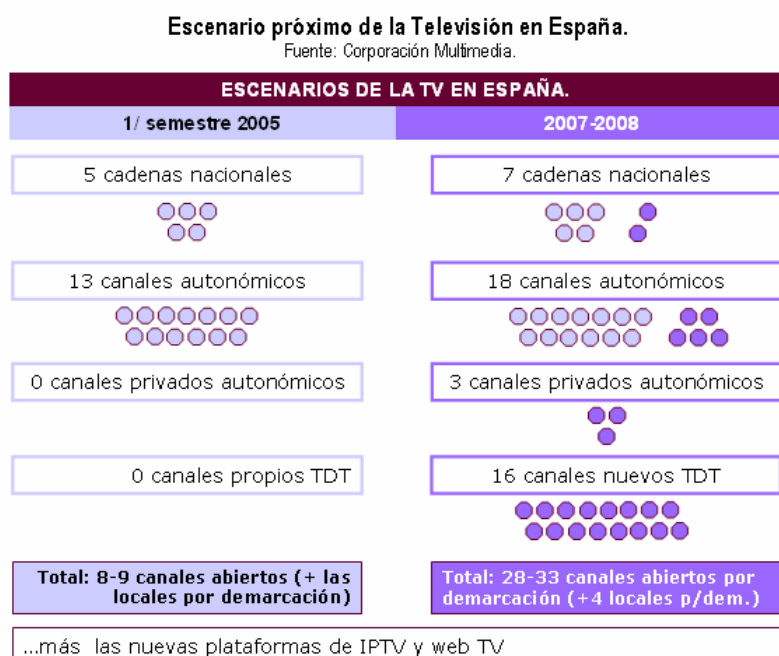 Escenario próximo de la Televisión en España.
Fuente: Corporación Multimedia.
ESCENARIOS DE LA TV EN ESPAÑA.
1/ semestre 2005
2007-2008
5 cadenas nacionales
7 cadenas nacionales
13 canales autonómicos
18 canales autonómicos
0 canales privados autonómicos
3 canales privados autonómicos
0 canales propios TDT
16 canales nuevos TDT
Total: 8-9 canales abiertos (+ las
locales por demarcación)
Total: 28-33 canales abiertos por
demarcación (+4 locales p/dem.)
...más las nuevas plataformas de IPTV y web TV